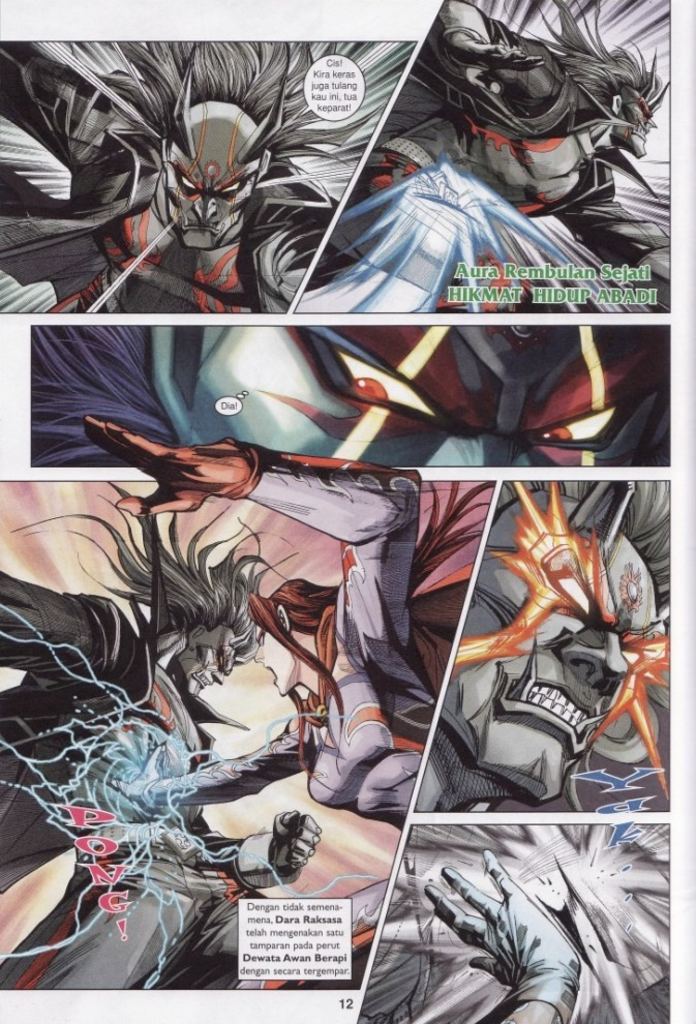 Cis!
Kira keras
juga tulang
kau ini, tua
keparat!
Aura Rembulan Sejati
HIKMAT HIDUP ABADI
Dia!
PONG!
Dengan tidak semena-
mena, Dara Raksasa
telah mengenakan satu
tamparan pada perut
Dewata Awan Berapi
dengan secara tergempar.
12